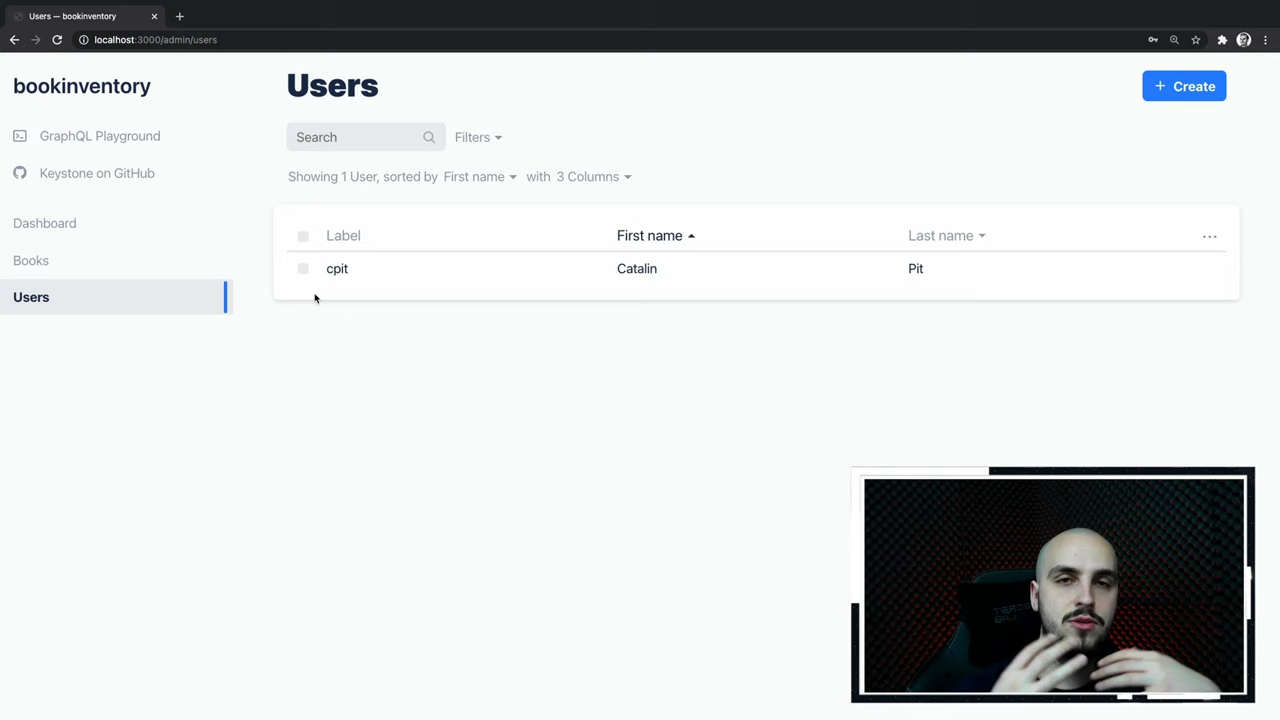 Users — bookinventory
localhost:3000/admin/users
bookinventory
GraphQL Playground
Keystone on GitHub
Dashboard
Books
Users
Users
Create
Search
Filters
Showing 1 User, sorted by First name with 3 Columns
Label First name Last name
cpit Catalin Pit